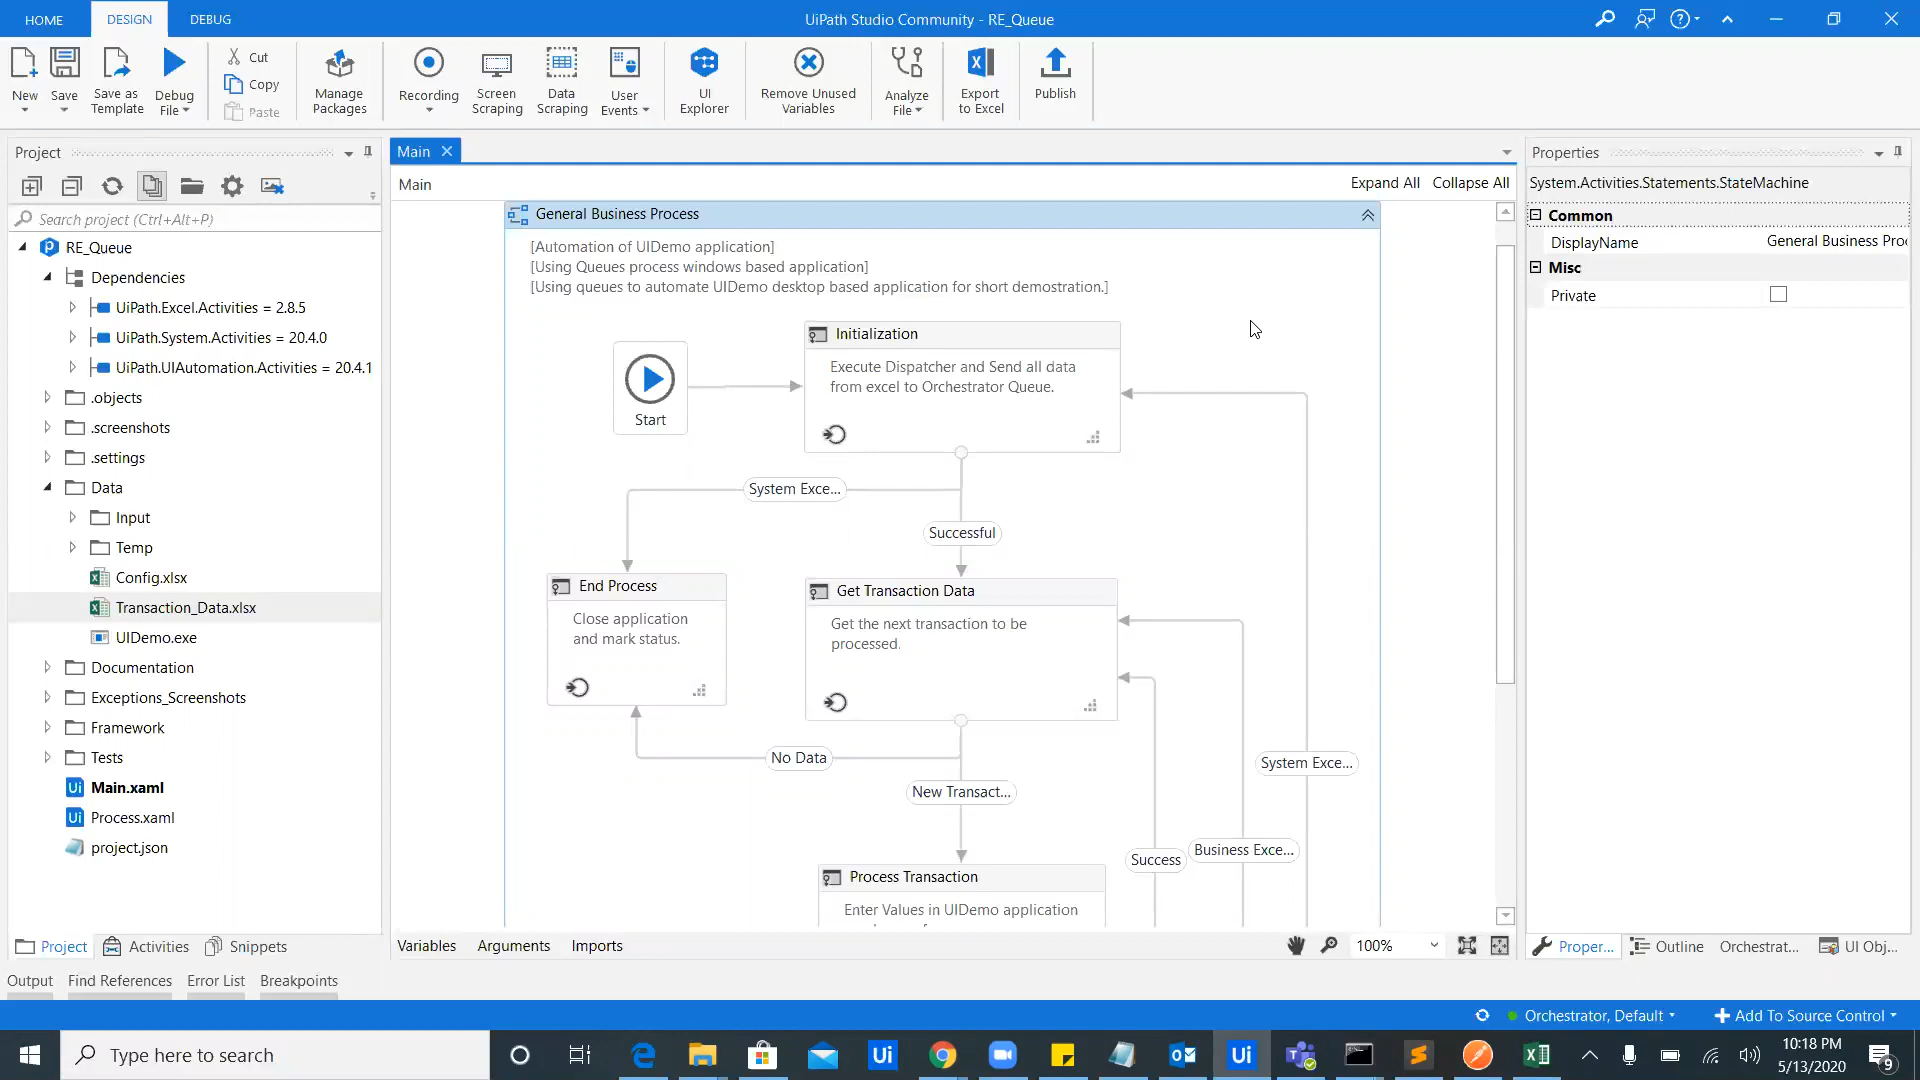 HOME
DESIGN
DEBUG
UiPath Studio Community - RE_Queue
New
Save
Save as Template
Debug File
Cut
Copy
Paste
Manage Packages
Recording
Screen Scraping
Data Scraping
User Events
UI Explorer
Remove Unused Variables
Analyze File
Export to Excel
Publish
Project
Search project (Ctrl+Alt+P)
RE_Queue
Dependencies
UiPath.Excel.Activities = 2.8.5
UiPath.System.Activities = 20.4.0
UiPath.UIAutomation.Activities = 20.4.1
.objects
.screenshots
.settings
Data
Input
Temp
Config.xlsx
Transaction_Data.xlsx
UIDemo.exe
Documentation
Exceptions_Screenshots
Framework
Tests
Main.xaml
Process.xaml
project.json
Project
Activities
Snippets
Main
Main
Expand All
Collapse All
General Business Process
[Automation of UIDemo application]
[Using Queues process windows based application]
[Using queues to automate UIDemo desktop based application for short demostration.]
Start
Initialization
Execute Dispatcher and Send all data
from excel to Orchestrator Queue.
System Exce...
Successful
End Process
Close application
and mark status.
Get Transaction Data
Get the next transaction to be
processed.
No Data
New Transact...
System Exce...
Business Exce...
Success
Process Transaction
Enter Values in UIDemo application
Variables
Arguments
Imports
100%
Properties
System.Activities.Statements.StateMachine
Common
DisplayName
General Business Pro
Misc
Private
Proper...
Outline
Orchestrat...
UI Obj...
Output
Find References
Error List
Breakpoints
Orchestrator, Default
Add To Source Control
Type here to search
10:18 PM
5/13/2020
9